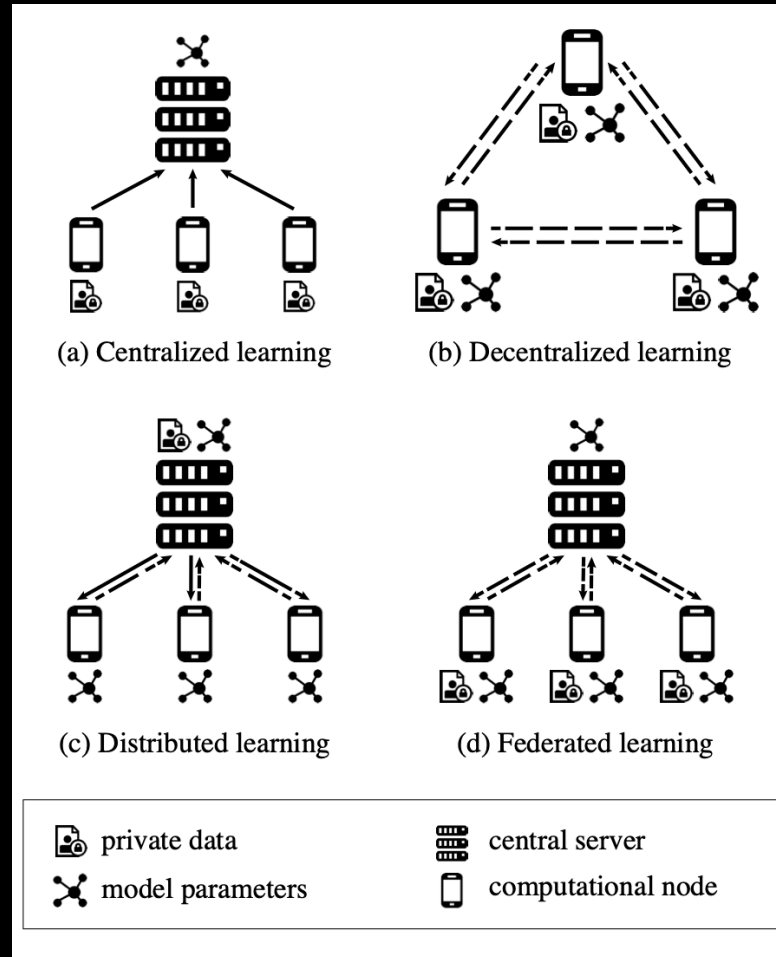 (a) Centralized learning
(b) Decentralized learning
(c) Distributed learning
(d) Federated learning
private data
central server
model parameters
computational node